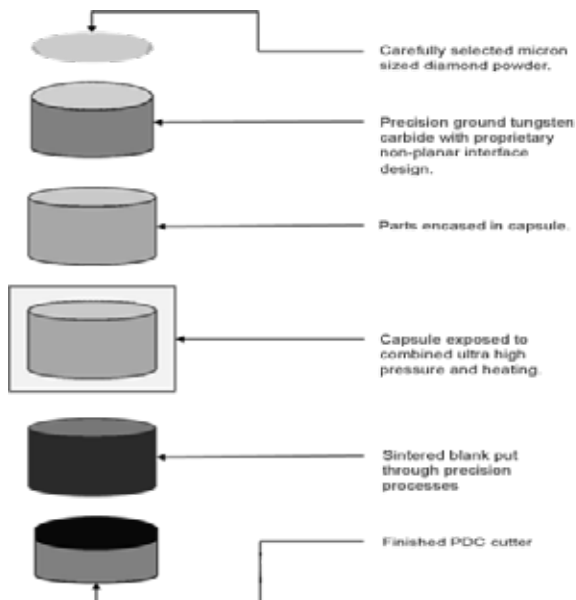 Carefully selected micron
sized diamond powder.
Precision ground tungsten
carbide with proprietary
non-planar interface
design.
Parts encased in capsule.
Capsule exposed to
combined ultra high
pressure and heating.
Sintered blank put
through precision
processes
Finished PDC cutter